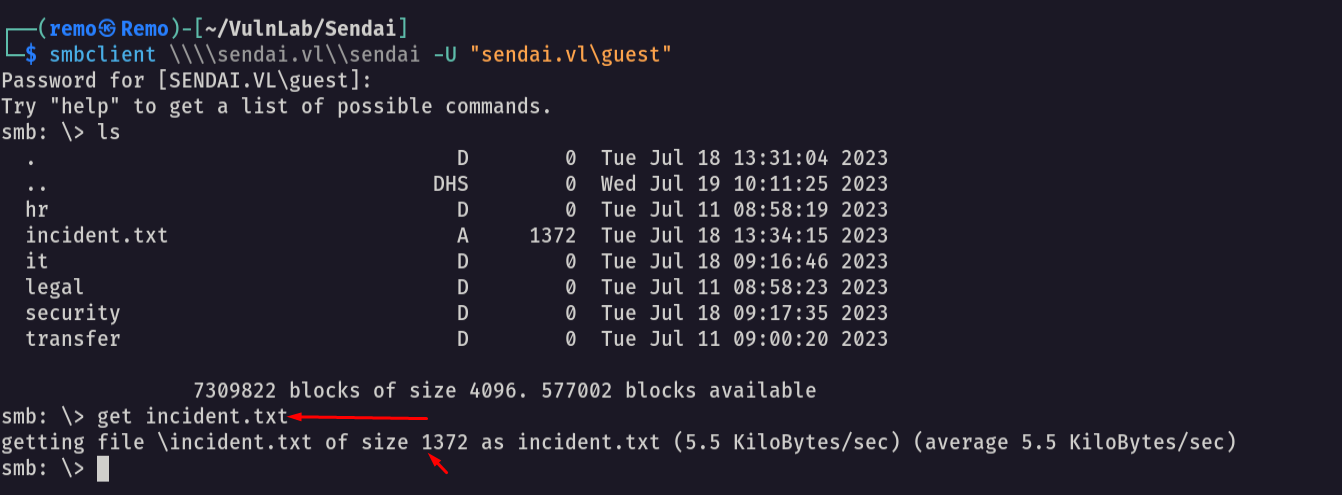 ┌──(remo㉿Remo)-[~/VulnLab/Sendai]
└─$ smbclient \\\\sendai.vl\\sendai -U "sendai.vl\guest"
Password for [SENDAI.VL\guest]:
Try "help" to get a list of possible commands.
smb: \> ls
  .                                   D        0  Tue Jul 18 13:31:04 2023
  ..                                DHS        0  Wed Jul 19 10:11:25 2023
  hr                                  D        0  Tue Jul 11 08:58:19 2023
  incident.txt                        A     1372  Tue Jul 18 13:34:15 2023
  it                                  D        0  Tue Jul 18 09:16:46 2023
  legal                               D        0  Tue Jul 11 08:58:23 2023
  security                            D        0  Tue Jul 18 09:17:35 2023
  transfer                            D        0  Tue Jul 11 09:00:20 2023
                7309822 blocks of size 4096. 577002 blocks available
smb: \> get incident.txt
getting file \incident.txt of size 1372 as incident.txt (5.5 KiloBytes/sec) (average 5.5 KiloBytes/sec)
smb: \>